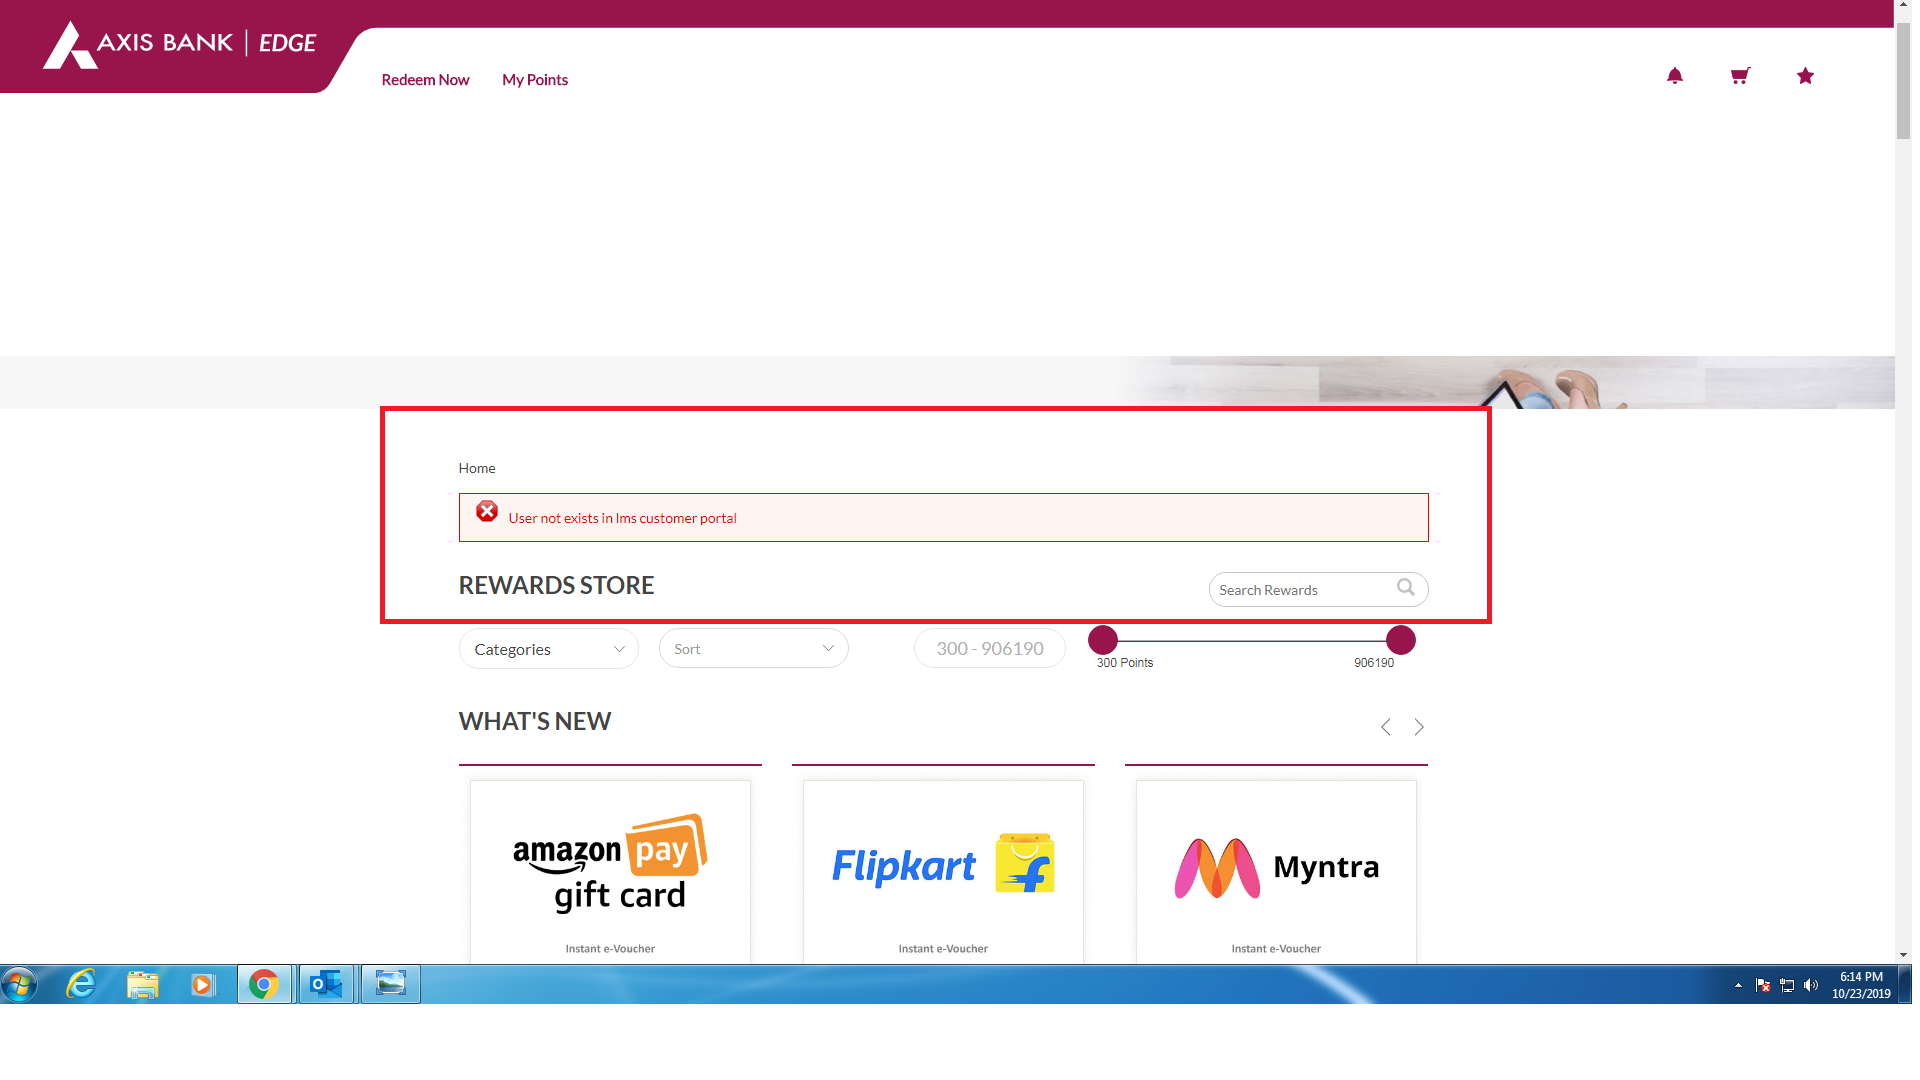 AXIS BANK | EDGE
Redeem Now My Points
Home
User not exists in lms customer portal
REWARDS STORE
Search Rewards
Categories Sort 300 - 906190
300 Points 906190
WHAT'S NEW
amazon pay gift card
Flipkart
Myntra
Instant e-Voucher Instant e-Voucher Instant e-Voucher
6:14 PM
10/23/2019